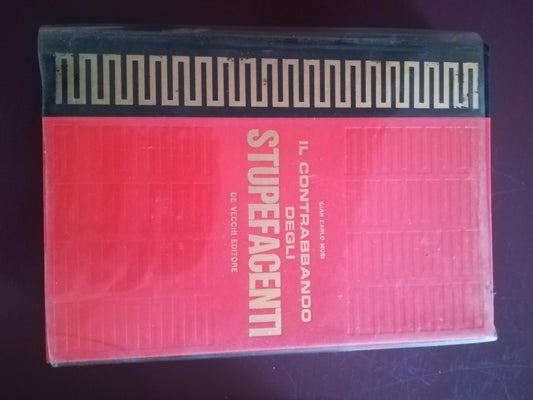 GIAN CARLO MORI
IL CONTRABBANDO
DEGLI
STUPEFACENTI
DE VECCHI EDITORE